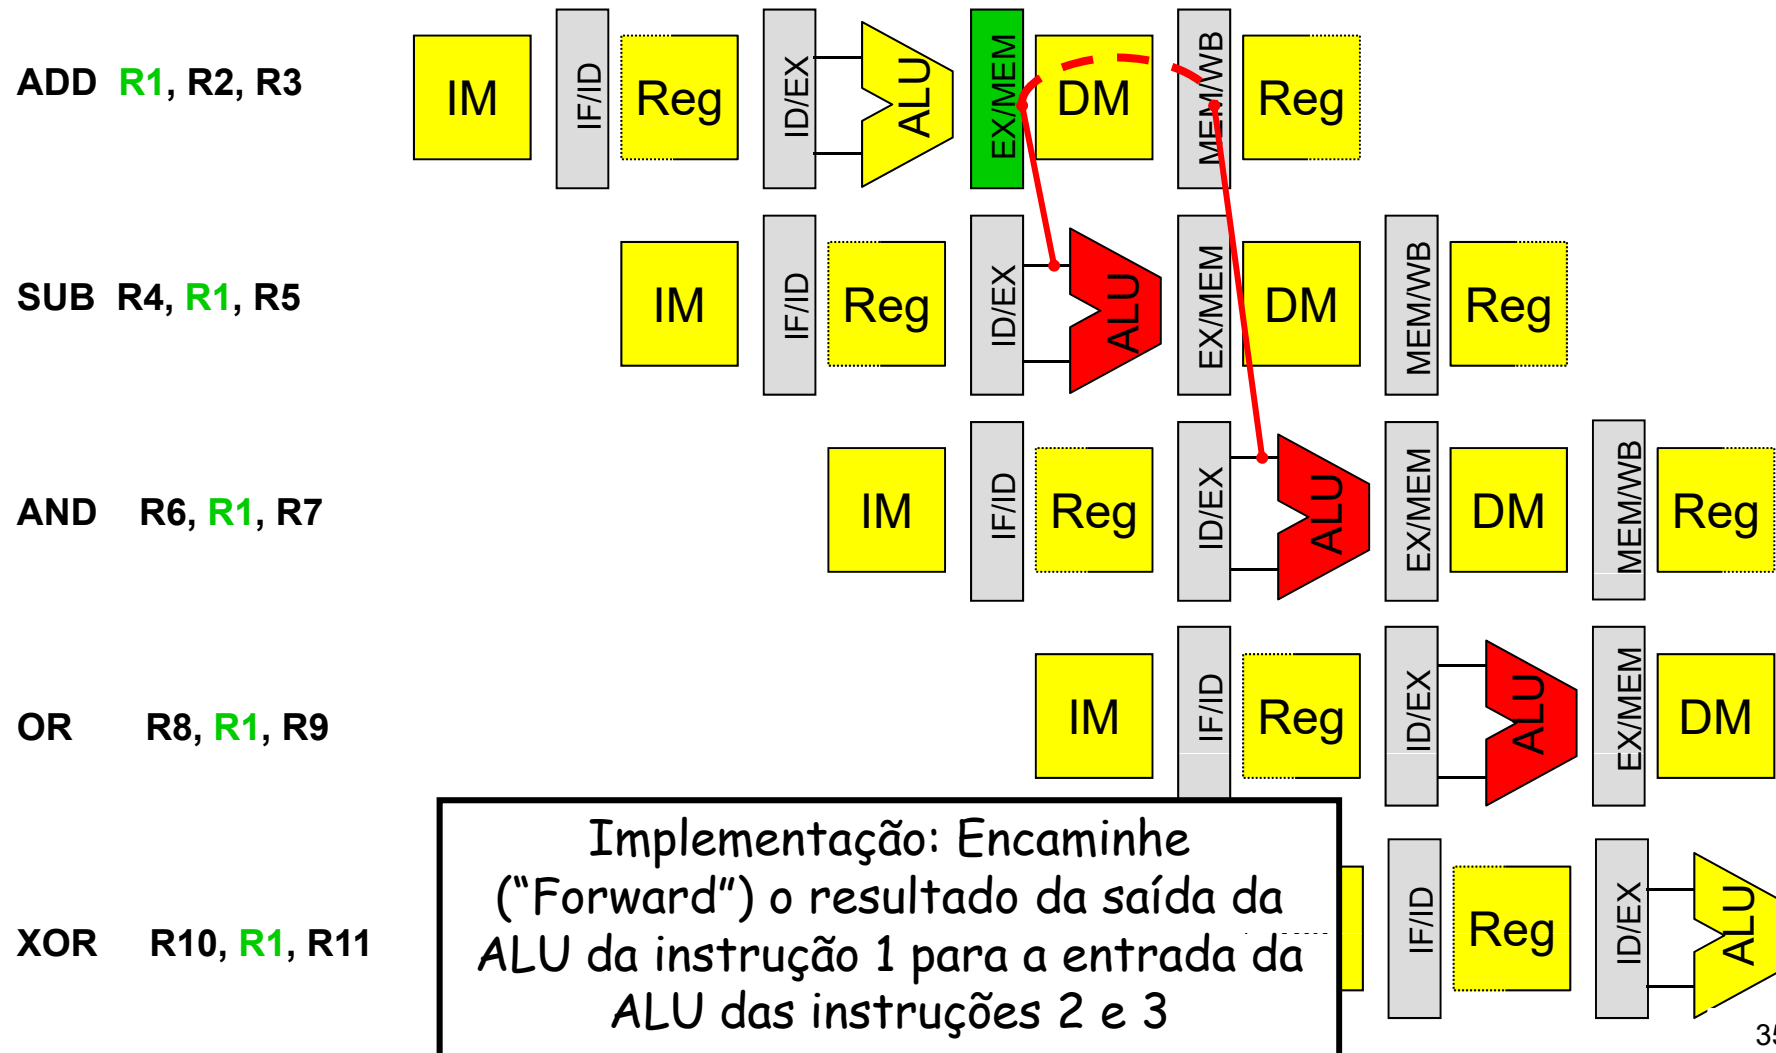 ADD R1, R2, R3
IM IF/ID Reg ID/EX ALU EX/MEM DM MEM/WB Reg
SUB R4, R1, R5
IM IF/ID Reg ID/EX ALU EX/MEM DM MEM/WB Reg
AND R6, R1, R7
IM IF/ID Reg ID/EX ALU EX/MEM DM MEM/WB Reg
OR R8, R1, R9
IM IF/ID Reg ID/EX ALU EX/MEM DM
XOR R10, R1, R11
IF/ID Reg ID/EX ALU
Implementação: Encaminhe
(“Forward”) o resultado da saída da
ALU da instrução 1 para a entrada da
ALU das instruções 2 e 3
35